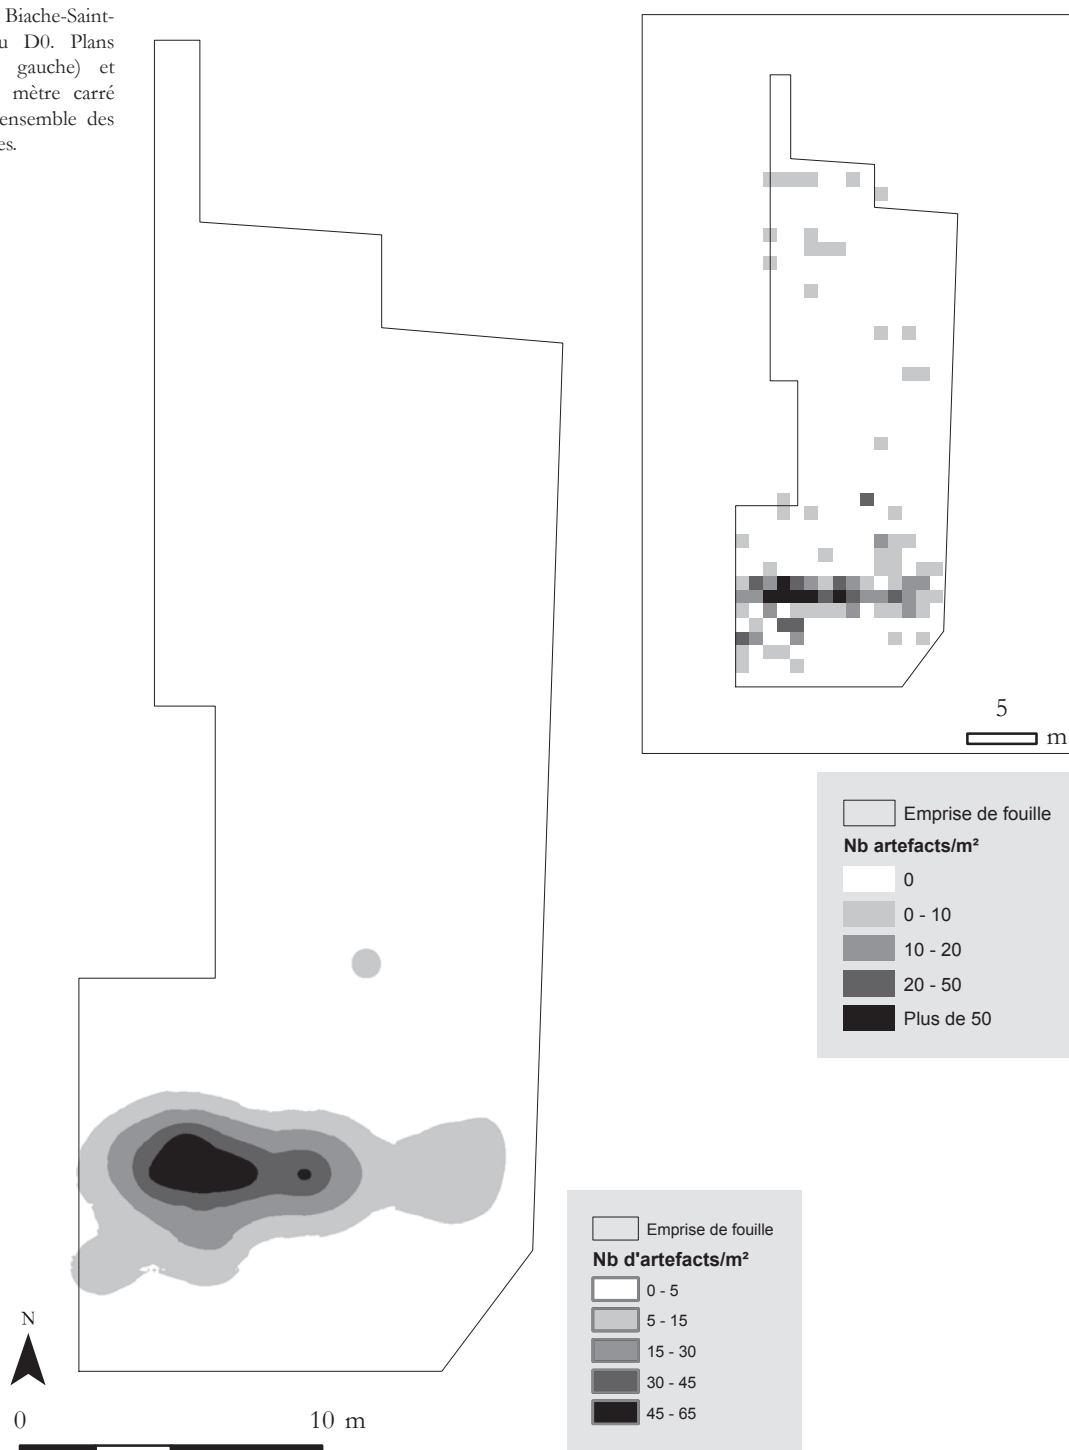 Biache-Saint-
u D0. Plans
gauche) et
mètre carré
ensemble des
es.
5
m
Emprise de fouille
Nb artefacts/m²
0
0 - 10
10 - 20
20 - 50
Plus de 50
Emprise de fouille
Nb d'artefacts/m²
0 - 5
5 - 15
15 - 30
30 - 45
45 - 65
N
0 10 m